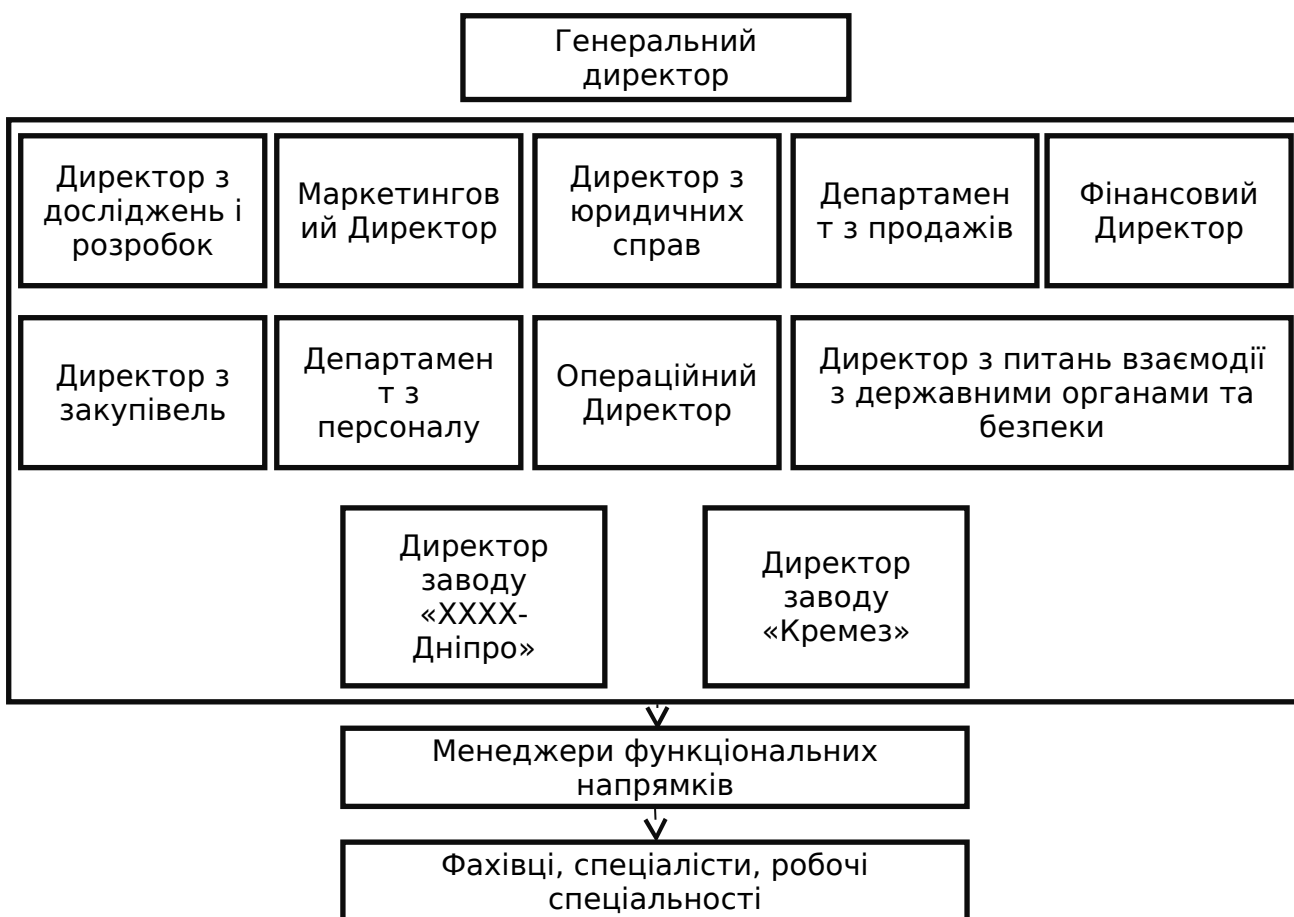 Генеральний
директор
Директор з
досліджень і
розробок
Маркетингов
ий Директор
Директор з
юридичних
справ
Департамен
т з продажів
Фінансовий
Директор
Директор з
закупівель
Департамен
т з
персоналу
Операційний
Директор
Директор з питань взаємодії
з державними органами та
безпеки
Директор
заводу
«ХХХХ-
Дніпро»
Директор
заводу
«Кремез»
Менеджери функціональних
напрямків
Фахівці, спеціалісти, робочі
спеціальності